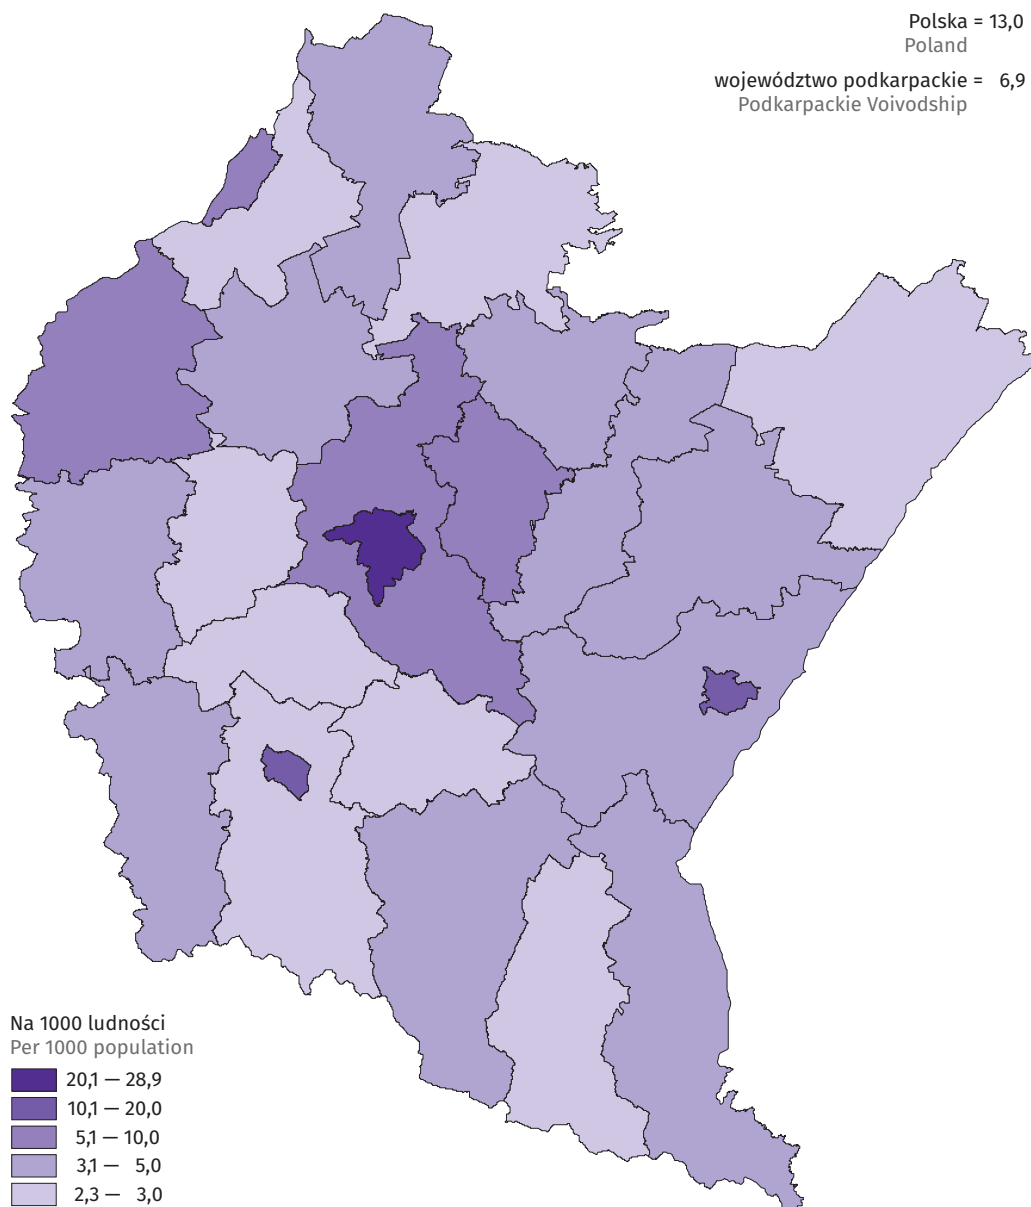 Polska = 13,0
Poland
województwo podkarpackie = 6,9
Podkarpackie Voivodship
Na 1000 ludności
Per 1000 population
20,1 — 28,9
10,1 — 20,0
5,1 — 10,0
3,1 — 5,0
2,3 — 3,0